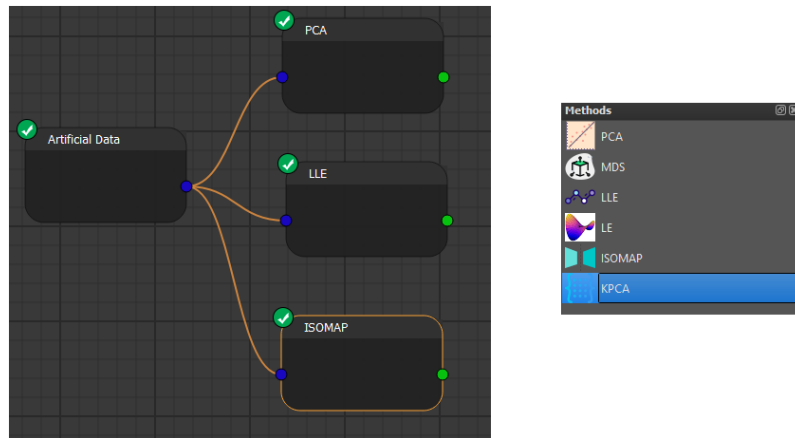 PCA
Artificial Data
LLE
ISOMAP
Methods
PCA
MDS
LLE
LE
ISOMAP
KPCA